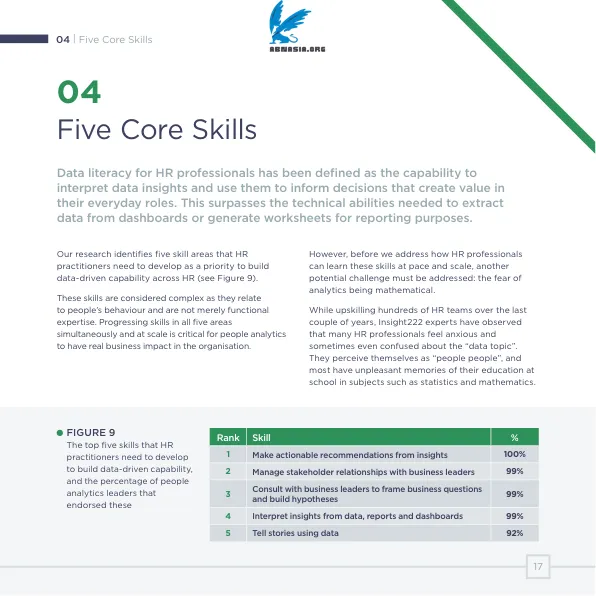 04 | Five Core Skills
ABNASIA.ORG
04
Five Core Skills
Data literacy for HR professionals has been defined as the capability to
interpret data insights and use them to inform decisions that create value in
their everyday roles. This surpasses the technical abilities needed to extract
data from dashboards or generate worksheets for reporting purposes.
Our research identifies five skill areas that HR
practitioners need to develop as a priority to build
data-driven capability across HR (see Figure 9).
These skills are considered complex as they relate
to people’s behaviour and are not merely functional
expertise. Progressing skills in all five areas
simultaneously and at scale is critical for people analytics
to have real business impact in the organisation.
However, before we address how HR professionals
can learn these skills at pace and scale, another
potential challenge must be addressed: the fear of
analytics being mathematical.
While upskilling hundreds of HR teams over the last
couple of years, Insight222 experts have observed
that many HR professionals feel anxious and
sometimes even confused about the “data topic”.
They perceive themselves as “people people”, and
most have unpleasant memories of their education at
school in subjects such as statistics and mathematics.
FIGURE 9
The top five skills that HR
practitioners need to develop
to build data-driven capability,
and the percentage of people
analytics leaders that
endorsed these
Rank Skill %
1 Make actionable recommendations from insights 100%
2 Manage stakeholder relationships with business leaders 99%
3 Consult with business leaders to frame business questions
and build hypotheses 99%
4 Interpret insights from data, reports and dashboards 99%
5 Tell stories using data 92%
17